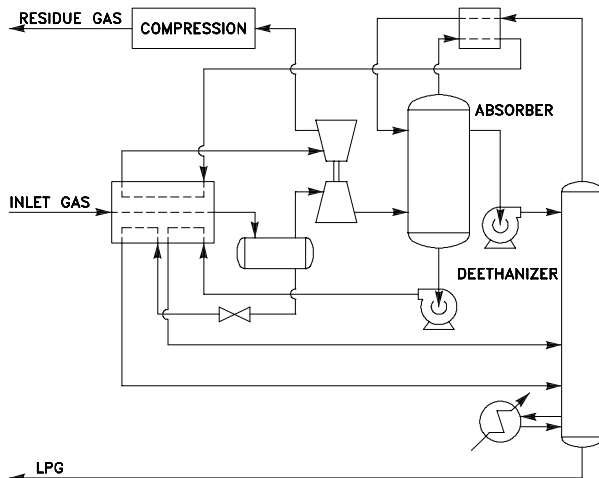 RESIDUE GAS
COMPRESSION
ABSORBER
INLET GAS
DEETHANIZER
LPG